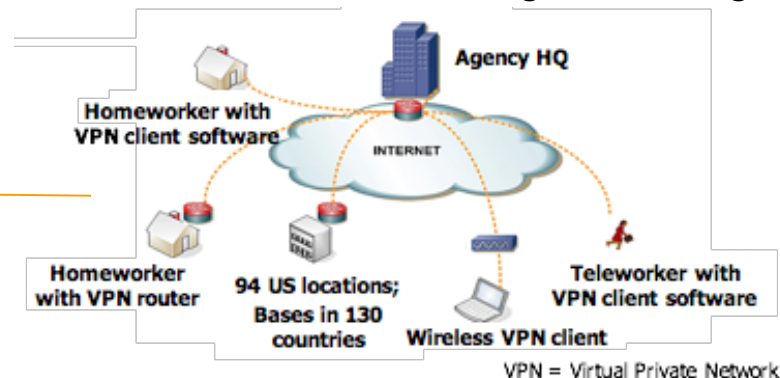 Agency HQ
Homeworker with
VPN client software
INTERNET
Homeworker
with VPN router
94 US locations;
Bases in 130
countries
Wireless VPN client
Teleworker with
VPN client software
VPN = Virtual Private Network